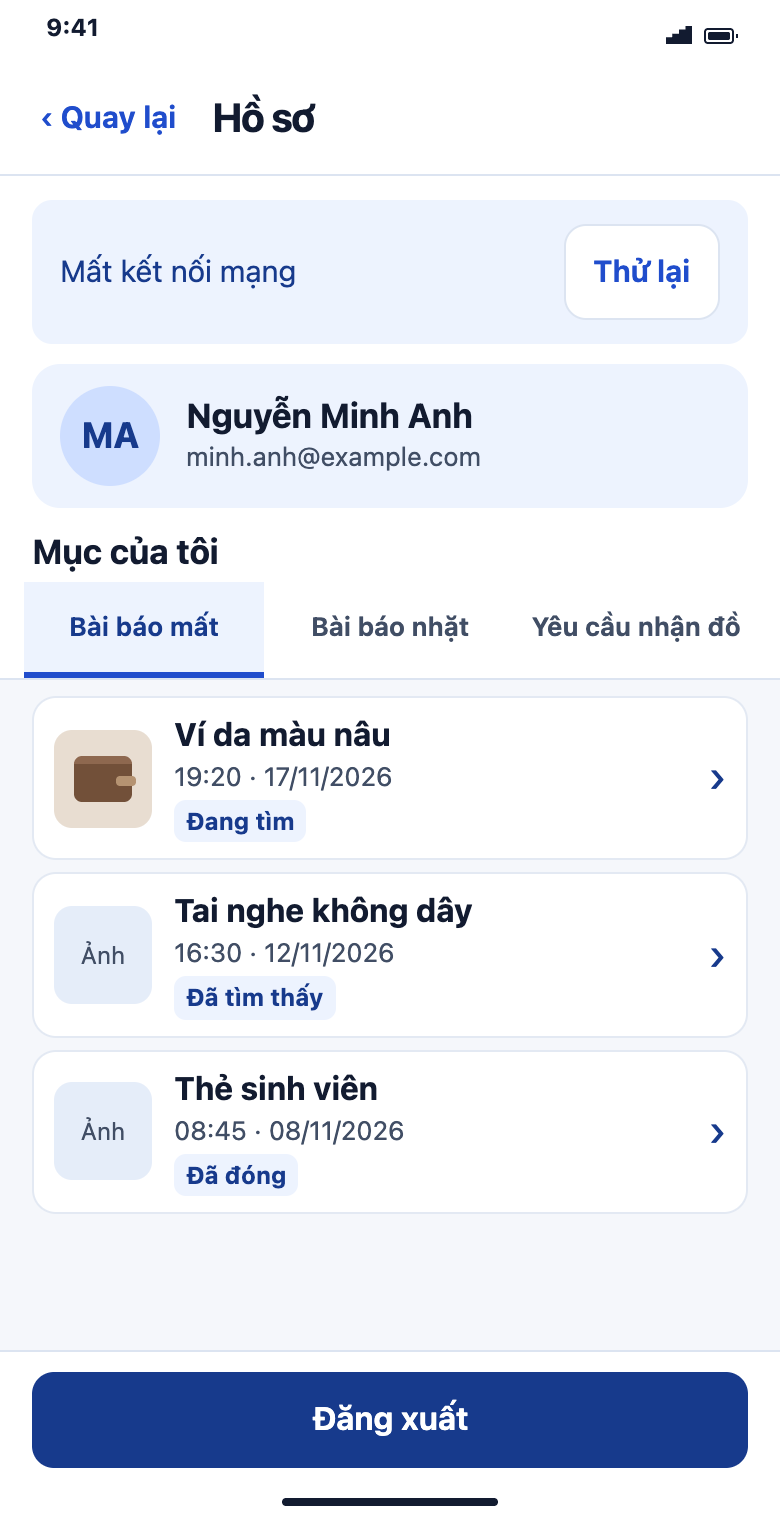 9:41
‹ Quay lại
Hồ sơ
Mất kết nối mạng
Thử lại
MA
Nguyễn Minh Anh
minh.anh@example.com
Mục của tôi
Bài báo mất
Bài báo nhặt
Yêu cầu nhận đồ
Ví da màu nâu
19:20 · 17/11/2026
Đang tìm
Ảnh
Tai nghe không dây
16:30 · 12/11/2026
Đã tìm thấy
Ảnh
Thẻ sinh viên
08:45 · 08/11/2026
Đã đóng
Đăng xuất